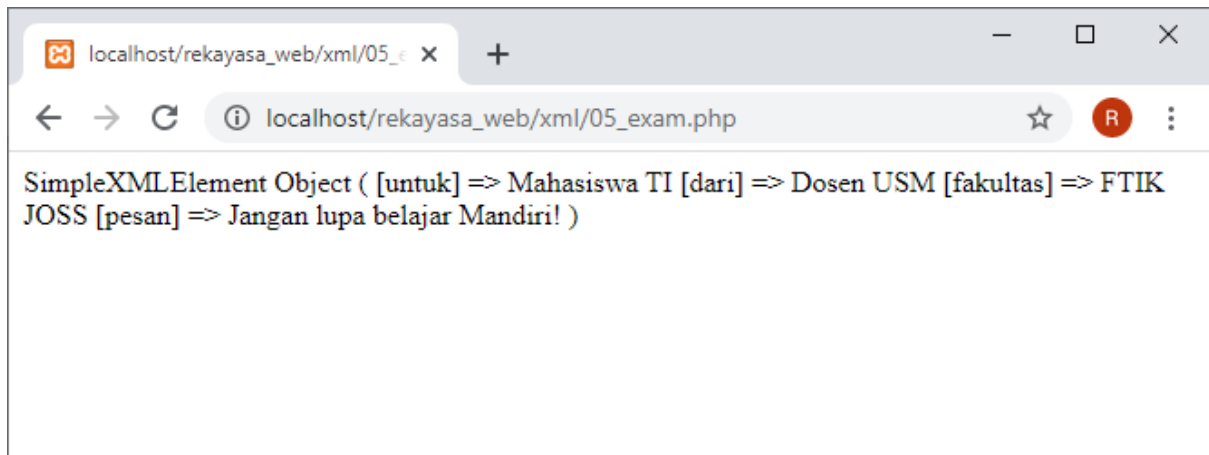 localhost/rekayasa_web/xml/05_e
localhost/rekayasa_web/xml/05_exam.php
R
SimpleXMLElement Object ( [untuk] => Mahasiswa TI [dari] => Dosen USM [fakultas] => FTIK
JOSS [pesan] => Jangan lupa belajar Mandiri! )